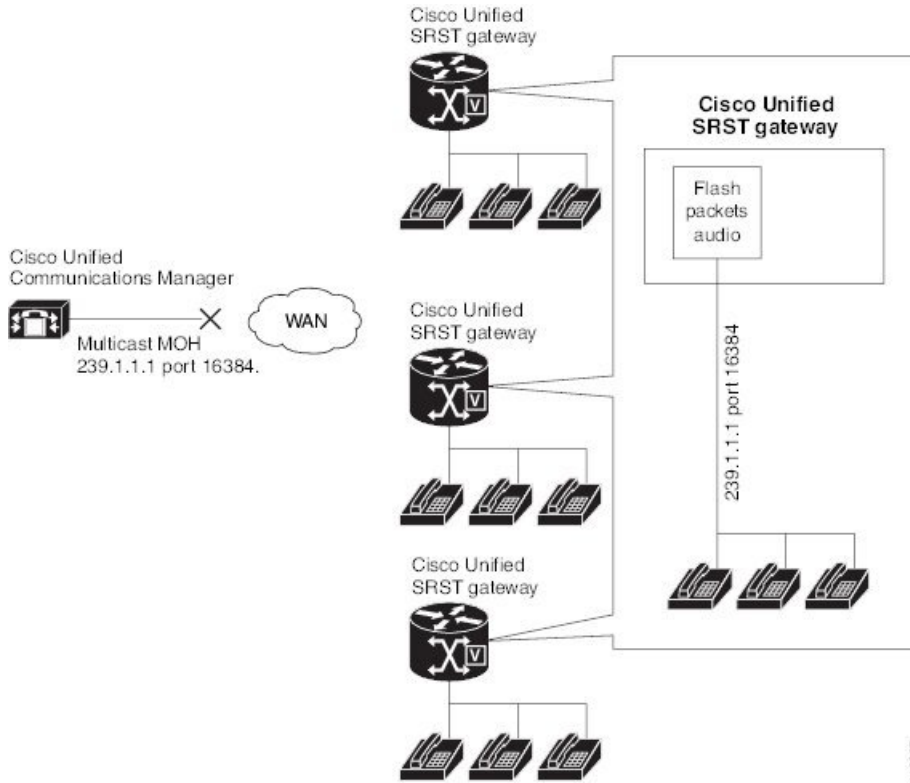 Cisco Unified
SRST gateway
Cisco Unified
SRST gateway
Flash
packets
audio
Cisco Unified
Communications Manager
Multicast MOH
239.1.1.1 port 16384.
WAN
V
Cisco Unified
SRST gateway
V
239.1.1.1 port 16384
Cisco Unified
SRST gateway
V